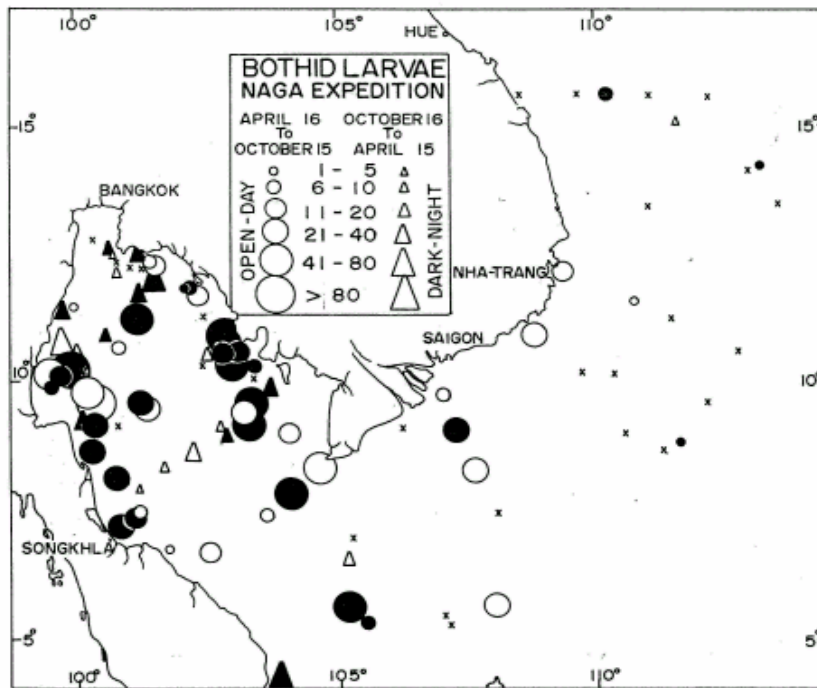 100° 105° 110°
HUE
BOTHID LARVAE
NAGA EXPEDITION
APRIL 16 OCTOBER 16
To To
OCTOBER 15 APRIL 15
15° 15°
1 - 5
6 - 10
BANGKOK
11 - 20
21 - 40
41 - 80
> 80
OPEN-DAY
DARK-NIGHT
NHA-TRANG
SAIGON
10° 10°
SONGKHLA
5° 5°
100° 105° 110°